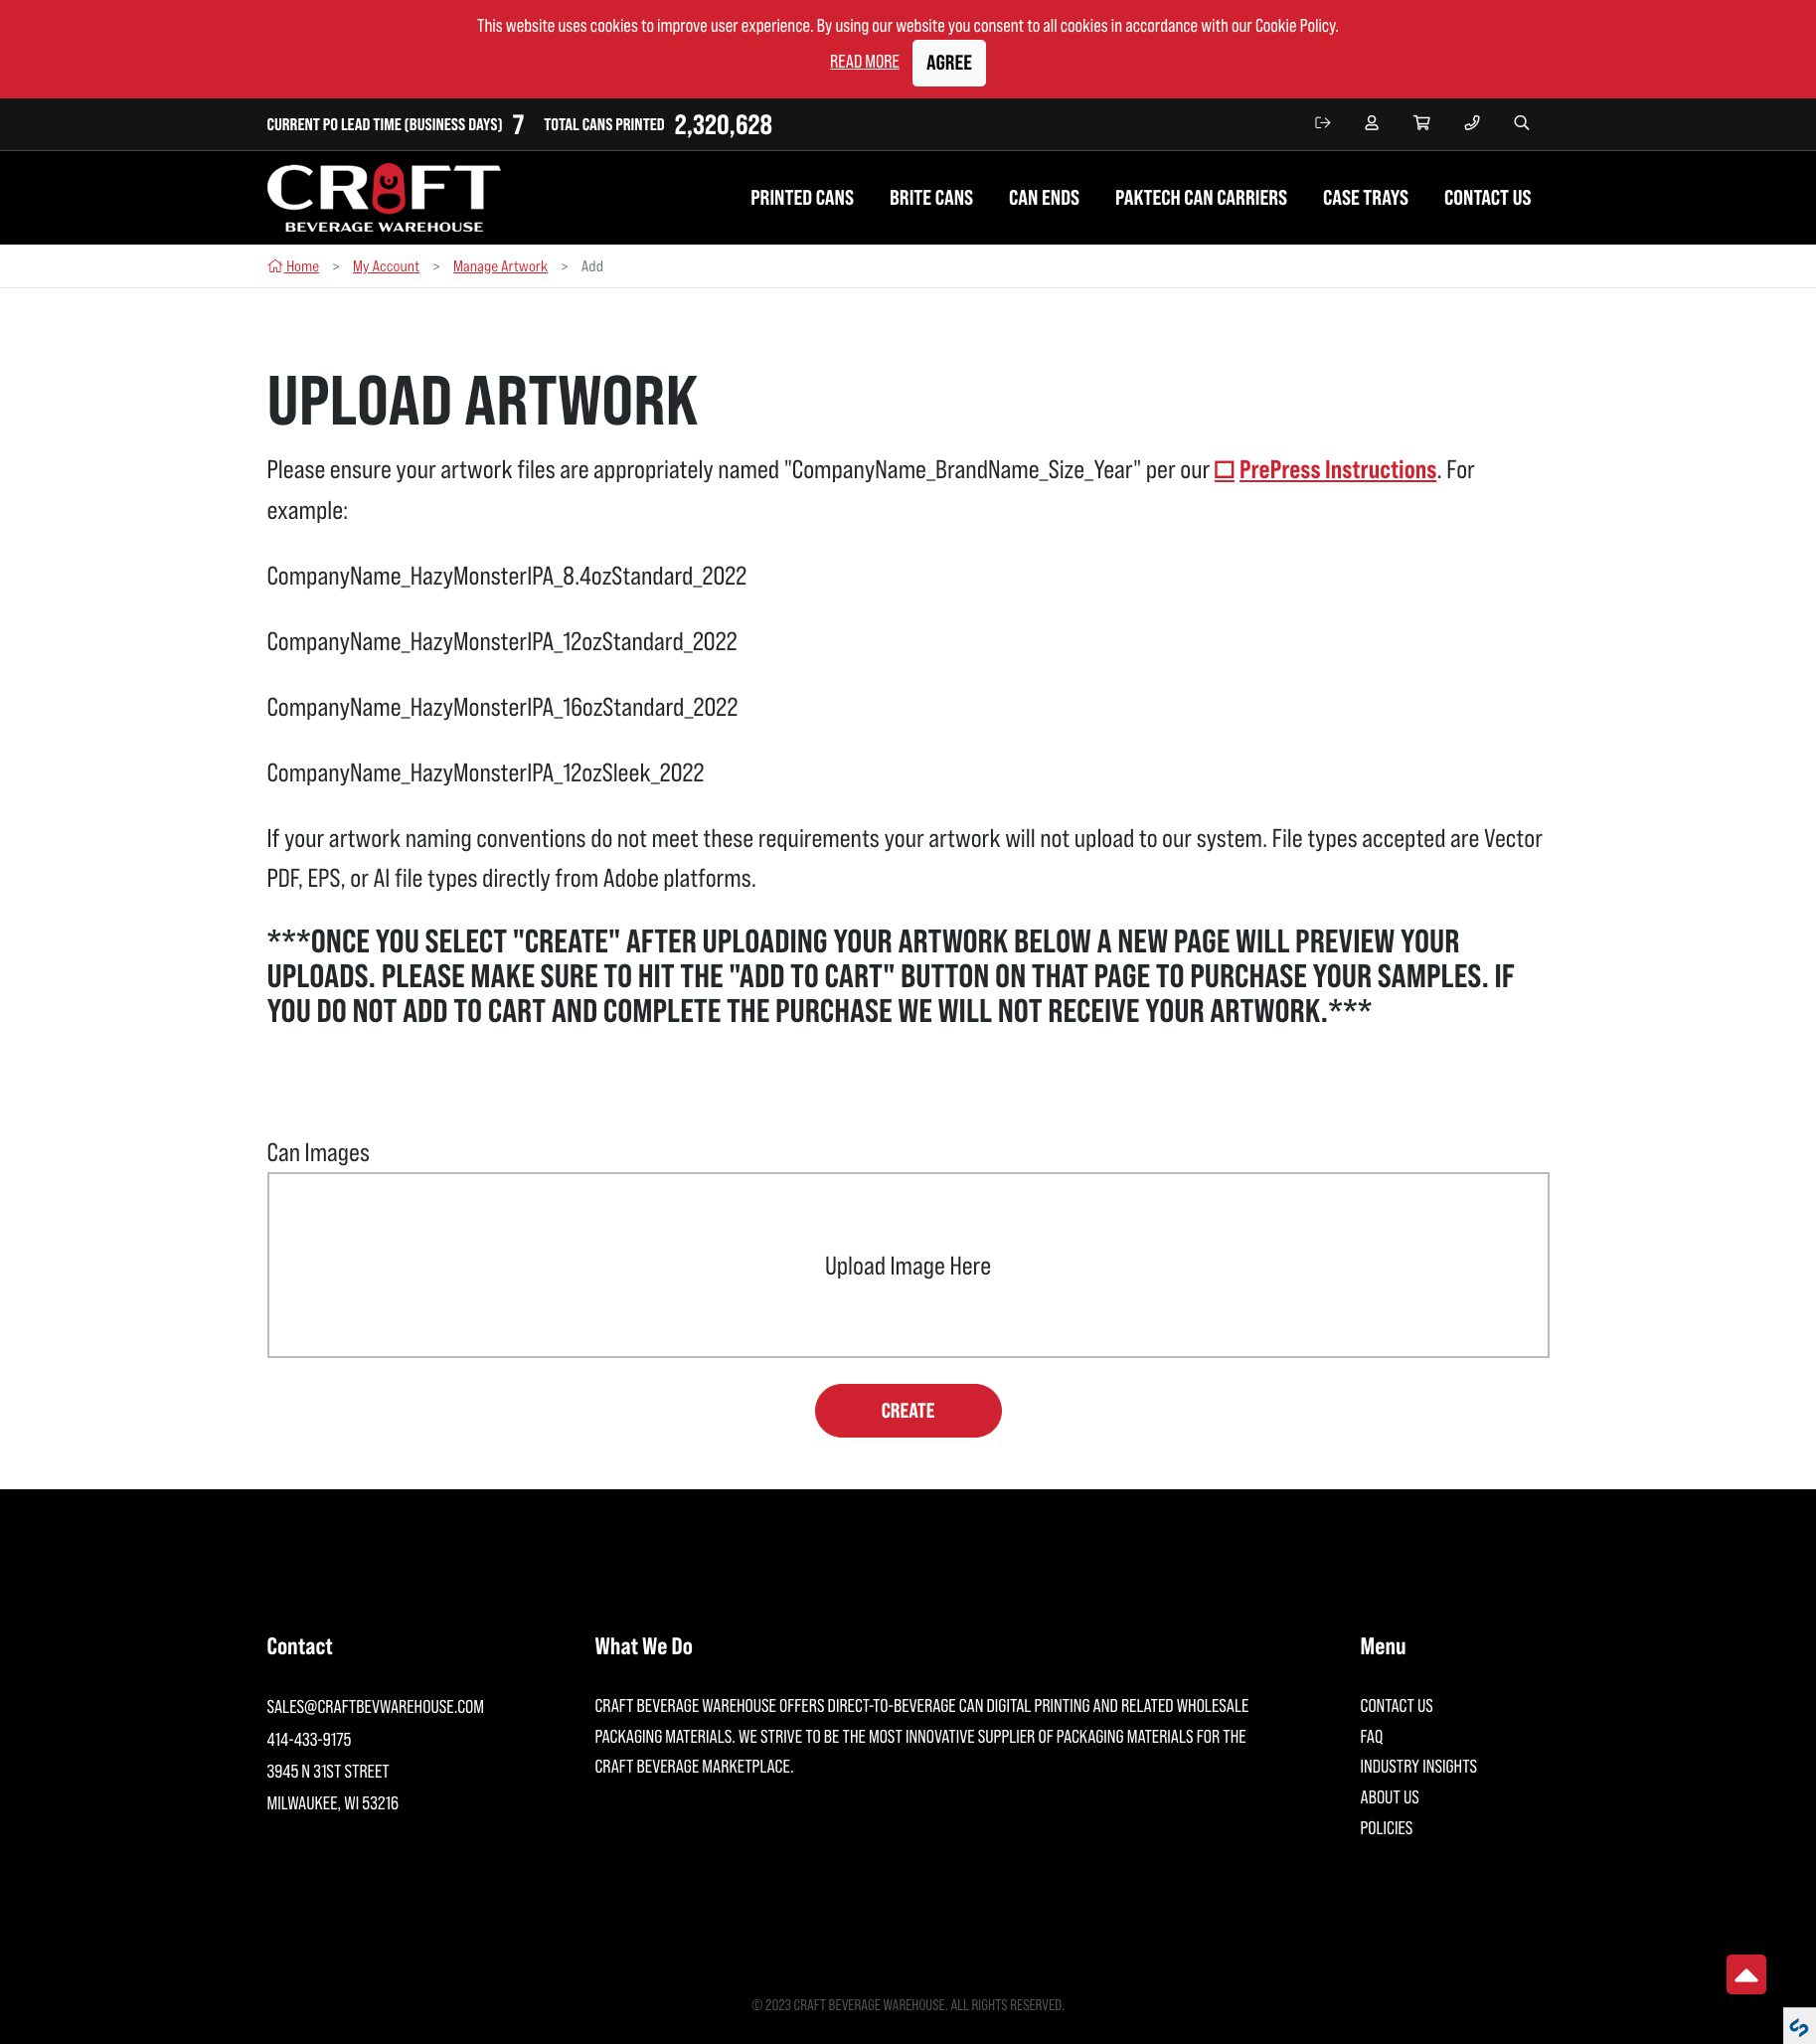 This website uses cookies to improve user experience. By using our website you consent to all cookies in accordance with our Cookie Policy.
READ MORE AGREE
CURRENT PO LEAD TIME (BUSINESS DAYS) 7 TOTAL CANS PRINTED 2,320,628
CRAFT
BEVERAGE WAREHOUSE
PRINTED CANS BRITE CANS CAN ENDS PAKTECH CAN CARRIERS CASE TRAYS CONTACT US
Home > My Account > Manage Artwork > Add
UPLOAD ARTWORK
Please ensure your artwork files are appropriately named "CompanyName_BrandName_Size_Year" per our PrePress Instructions. For
example:
CompanyName_HazyMonsterIPA_8.4ozStandard_2022
CompanyName_HazyMonsterIPA_12ozStandard_2022
CompanyName_HazyMonsterIPA_16ozStandard_2022
CompanyName_HazyMonsterIPA_12ozSleek_2022
If your artwork naming conventions do not meet these requirements your artwork will not upload to our system. File types accepted are Vector
PDF, EPS, or AI file types directly from Adobe platforms.
***ONCE YOU SELECT "CREATE" AFTER UPLOADING YOUR ARTWORK BELOW A NEW PAGE WILL PREVIEW YOUR
UPLOADS. PLEASE MAKE SURE TO HIT THE "ADD TO CART" BUTTON ON THAT PAGE TO PURCHASE YOUR SAMPLES. IF
YOU DO NOT ADD TO CART AND COMPLETE THE PURCHASE WE WILL NOT RECEIVE YOUR ARTWORK.***
Can Images
Upload Image Here
CREATE
Contact
SALES@CRAFTBEVWAREHOUSE.COM
414-433-9175
3945 N 31ST STREET
MILWAUKEE, WI 53216
What We Do
CRAFT BEVERAGE WAREHOUSE OFFERS DIRECT-TO-BEVERAGE CAN DIGITAL PRINTING AND RELATED WHOLESALE
PACKAGING MATERIALS. WE STRIVE TO BE THE MOST INNOVATIVE SUPPLIER OF PACKAGING MATERIALS FOR THE
CRAFT BEVERAGE MARKETPLACE.
Menu
CONTACT US
FAQ
INDUSTRY INSIGHTS
ABOUT US
POLICIES
© 2023 CRAFT BEVERAGE WAREHOUSE. ALL RIGHTS RESERVED.